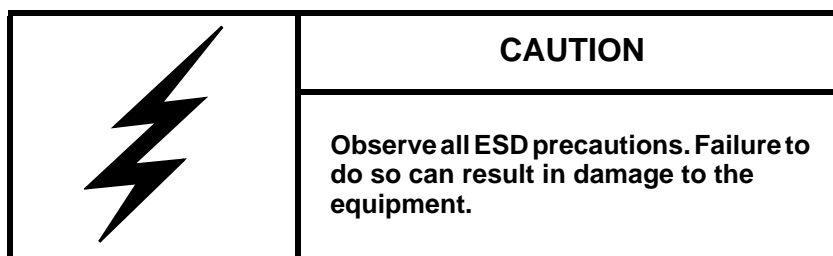 CAUTION
Observe all ESD precautions. Failure to
do so can result in damage to the
equipment.